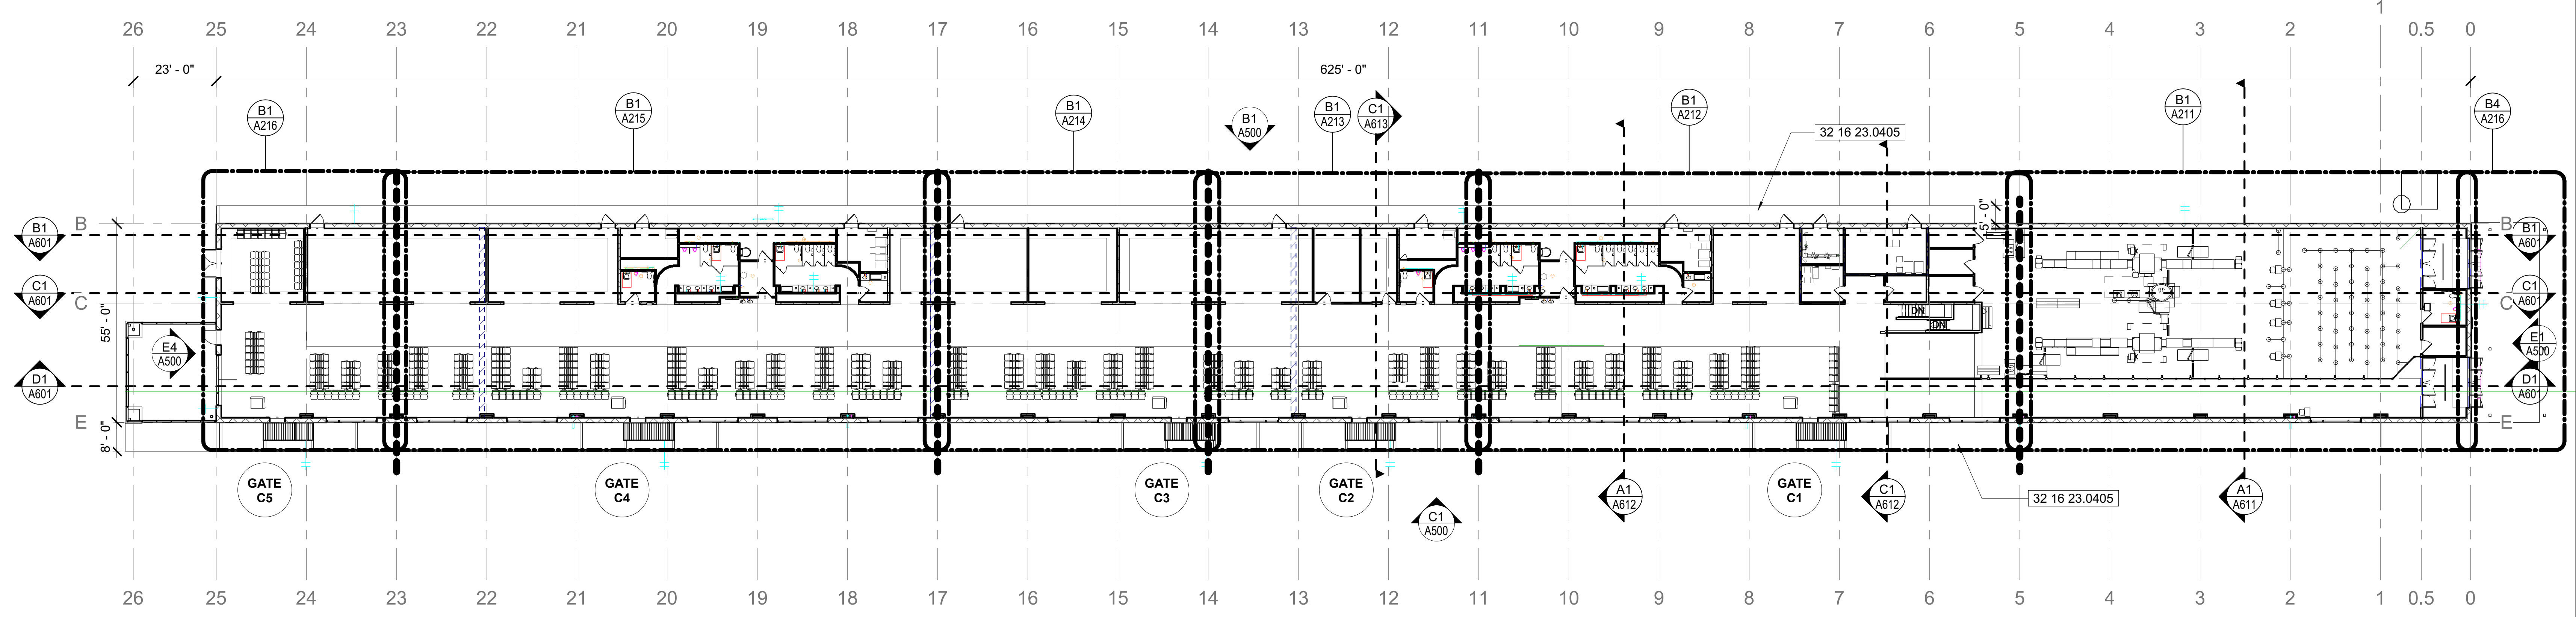 1
26 25 24 23 22 21 20 19 18 17 16 15 14 13 12 11 10 9 8 7 6 5 4 3 2 0.5 0
23' - 0" 625' - 0"
B1
A216
B1
A215
B1
A214
B1
A500
B1
A213
C1
A613
B1
A212
B1
A211
B4
A216
32 16 23.0405
5' - 0"
B B
B1
A601
B1
A601
C1
A601
C1
A601
C C
55' - 0"
DN
DN
E4
A500
E1
A500
D1
A601
D1
A601
E E
8' - 0"
GATE
C5
GATE
C4
GATE
C3
GATE
C2
GATE
C1
C1
A500
A1
A612
C1
A612
A1
A611
32 16 23.0405
26 25 24 23 22 21 20 19 18 17 16 15 14 13 12 11 10 9 8 7 6 5 4 3 2 1 0.5 0